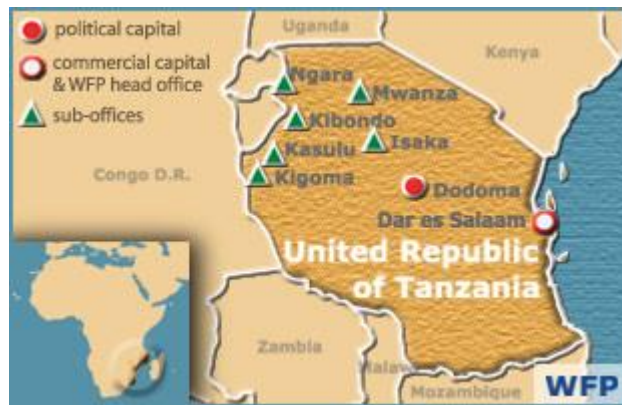 political capital
commercial capital
& WFP head office
sub-offices
Uganda
Kenya
Ngara
Mwanza
Kibondo
Isaka
Kasulu
Kigoma
Congo D.R.
Dodoma
Dar es Salaam
United Republic
of Tanzania
Zambia
Malawi
Mozambique
WFP